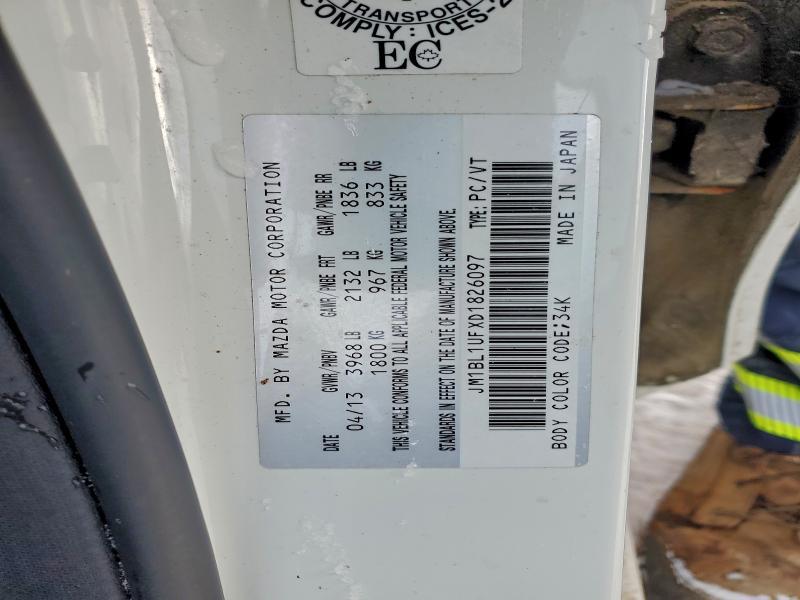 TRANSPORT
COMPLY : ICES-2
EC
MFD. BY MAZDA MOTOR CORPORATION
DATE GVWR/PNBV GAWR/PNBE FRT GAWR/PNBE RR
04/13 3968 LB 2132 LB 1836 LB
1800 KG 967 KG 833 KG
THIS VEHICLE CONFORMS TO ALL APPLICABLE FEDERAL MOTOR VEHICLE SAFETY
STANDARDS IN EFFECT ON THE DATE OF MANUFACTURE SHOWN ABOVE.
JM1BL1UFXD1826097 TYPE: PC/VT
BODY COLOR CODE;34K MADE IN JAPAN